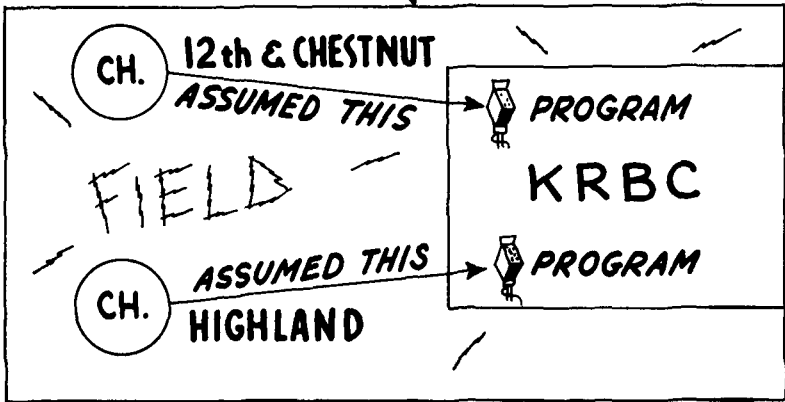 CH.
12th & CHESTNUT
ASSUMED THIS
PROGRAM
KRBC
FIELD
CH.
ASSUMED THIS
HIGHLAND
PROGRAM